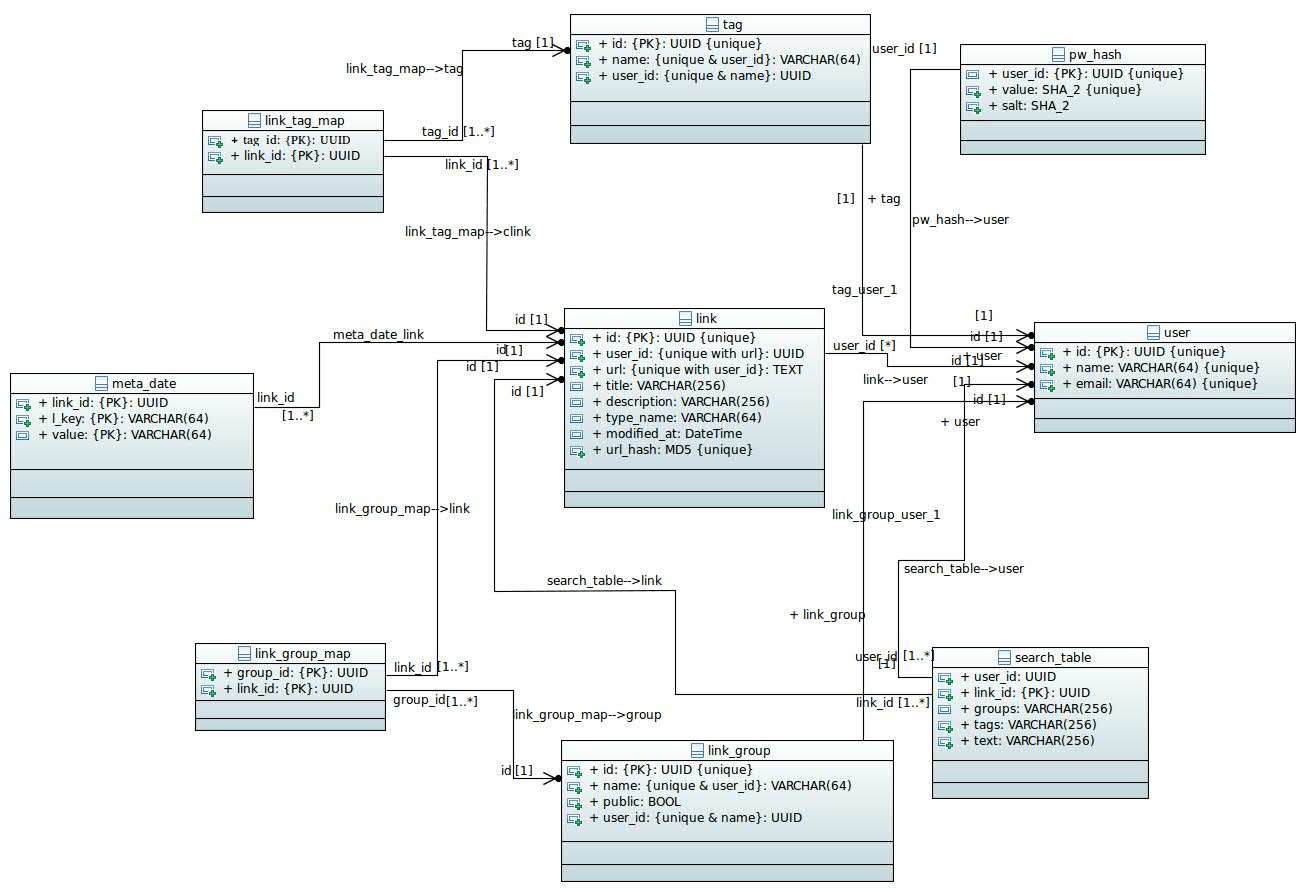 tag
+ id: {PK}: UUID {unique}
+ name: {unique & user_id}: VARCHAR(64)
+ user_id: {unique & name}: UUID
tag [1]
link_tag_map-->tag
user_id [1]
pw_hash
+ user_id: {PK}: UUID {unique}
+ value: SHA_2 {unique}
+ salt: SHA_2
link_tag_map
+ tag_id: {PK}: UUID
+ link_id: {PK}: UUID
tag_id [1..*]
link_id [1..*]
[1]
+ tag
pw_hash-->user
link_tag_map-->clink
tag_user_1
id [1]
meta_date_link
id[1]
id [1]
id [1]
link
+ id: {PK}: UUID {unique}
+ user_id: {unique with url}: UUID
+ url: {unique with user_id}: TEXT
+ title: VARCHAR(256)
+ description: VARCHAR(256)
+ type_name: VARCHAR(64)
+ modified_at: DateTime
+ url_hash: MD5 {unique}
[1]
id [1]
+ user
id [1]
[1]
id [1]
+ user
user_id [*]
link-->user
user
+ id: {PK}: UUID {unique}
+ name: VARCHAR(64) {unique}
+ email: VARCHAR(64) {unique}
meta_date
+ link_id: {PK}: UUID
+ l_key: {PK}: VARCHAR(64)
+ value: {PK}: VARCHAR(64)
link_id
[1..*]
link_group_map-->link
link_group_user_1
search_table-->user
search_table-->link
+ link_group
link_group_map
+ group_id: {PK}: UUID
+ link_id: {PK}: UUID
link_id [1..*]
group_id[1..*]
link_group_map-->group
id [1]
user_id [1..*]
[1]
link_id [1..*]
search_table
+ user_id: UUID
+ link_id: {PK}: UUID
+ groups: VARCHAR(256)
+ tags: VARCHAR(256)
+ text: VARCHAR(256)
link_group
+ id: {PK}: UUID {unique}
+ name: {unique & user_id}: VARCHAR(64)
+ public: BOOL
+ user_id: {unique & name}: UUID